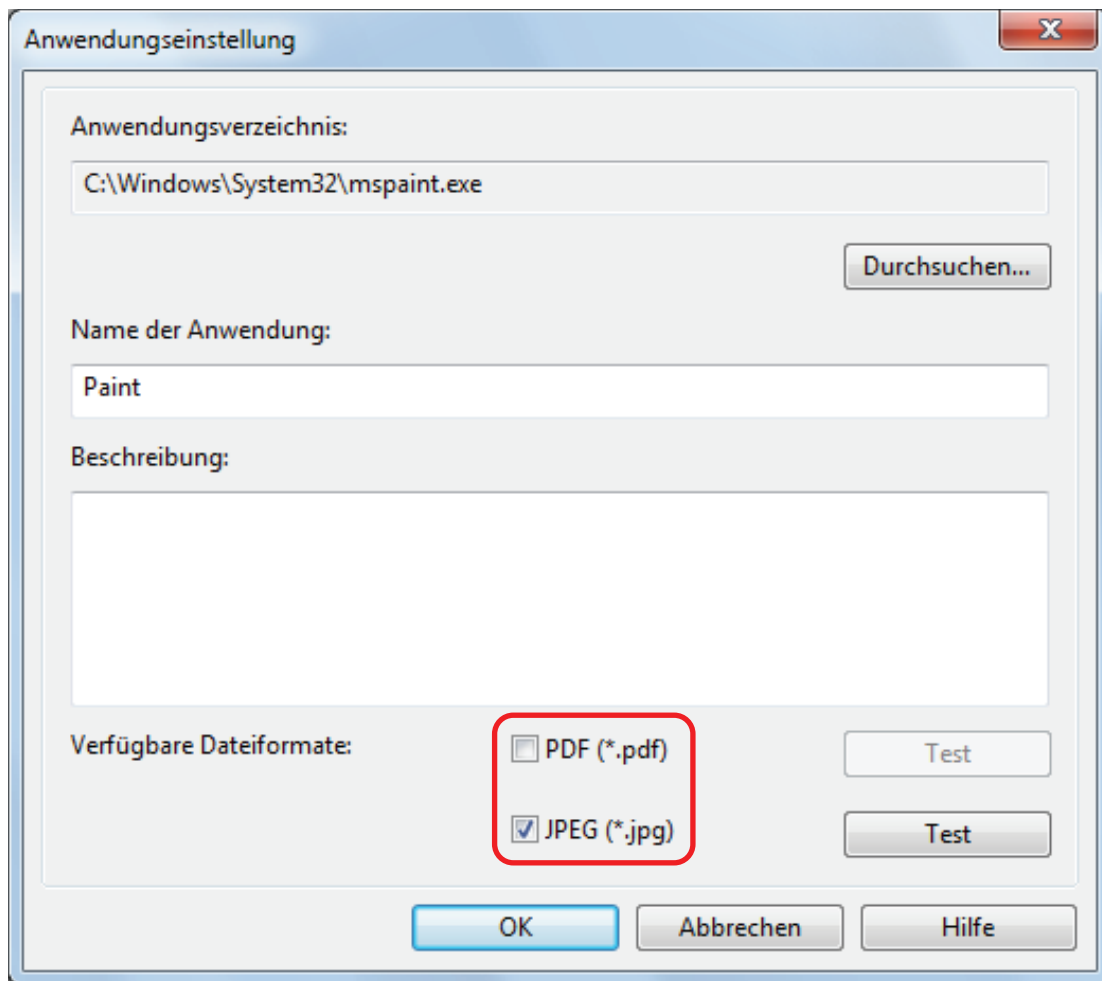 Anwendungseinstellung
Anwendungsverzeichnis:
C:\Windows\System32\mspaint.exe
Durchsuchen...
Name der Anwendung:
Paint
Beschreibung:
Verfügbare Dateiformate:
PDF (*.pdf)
Test
JPEG (*.jpg)
Test
OK
Abbrechen
Hilfe